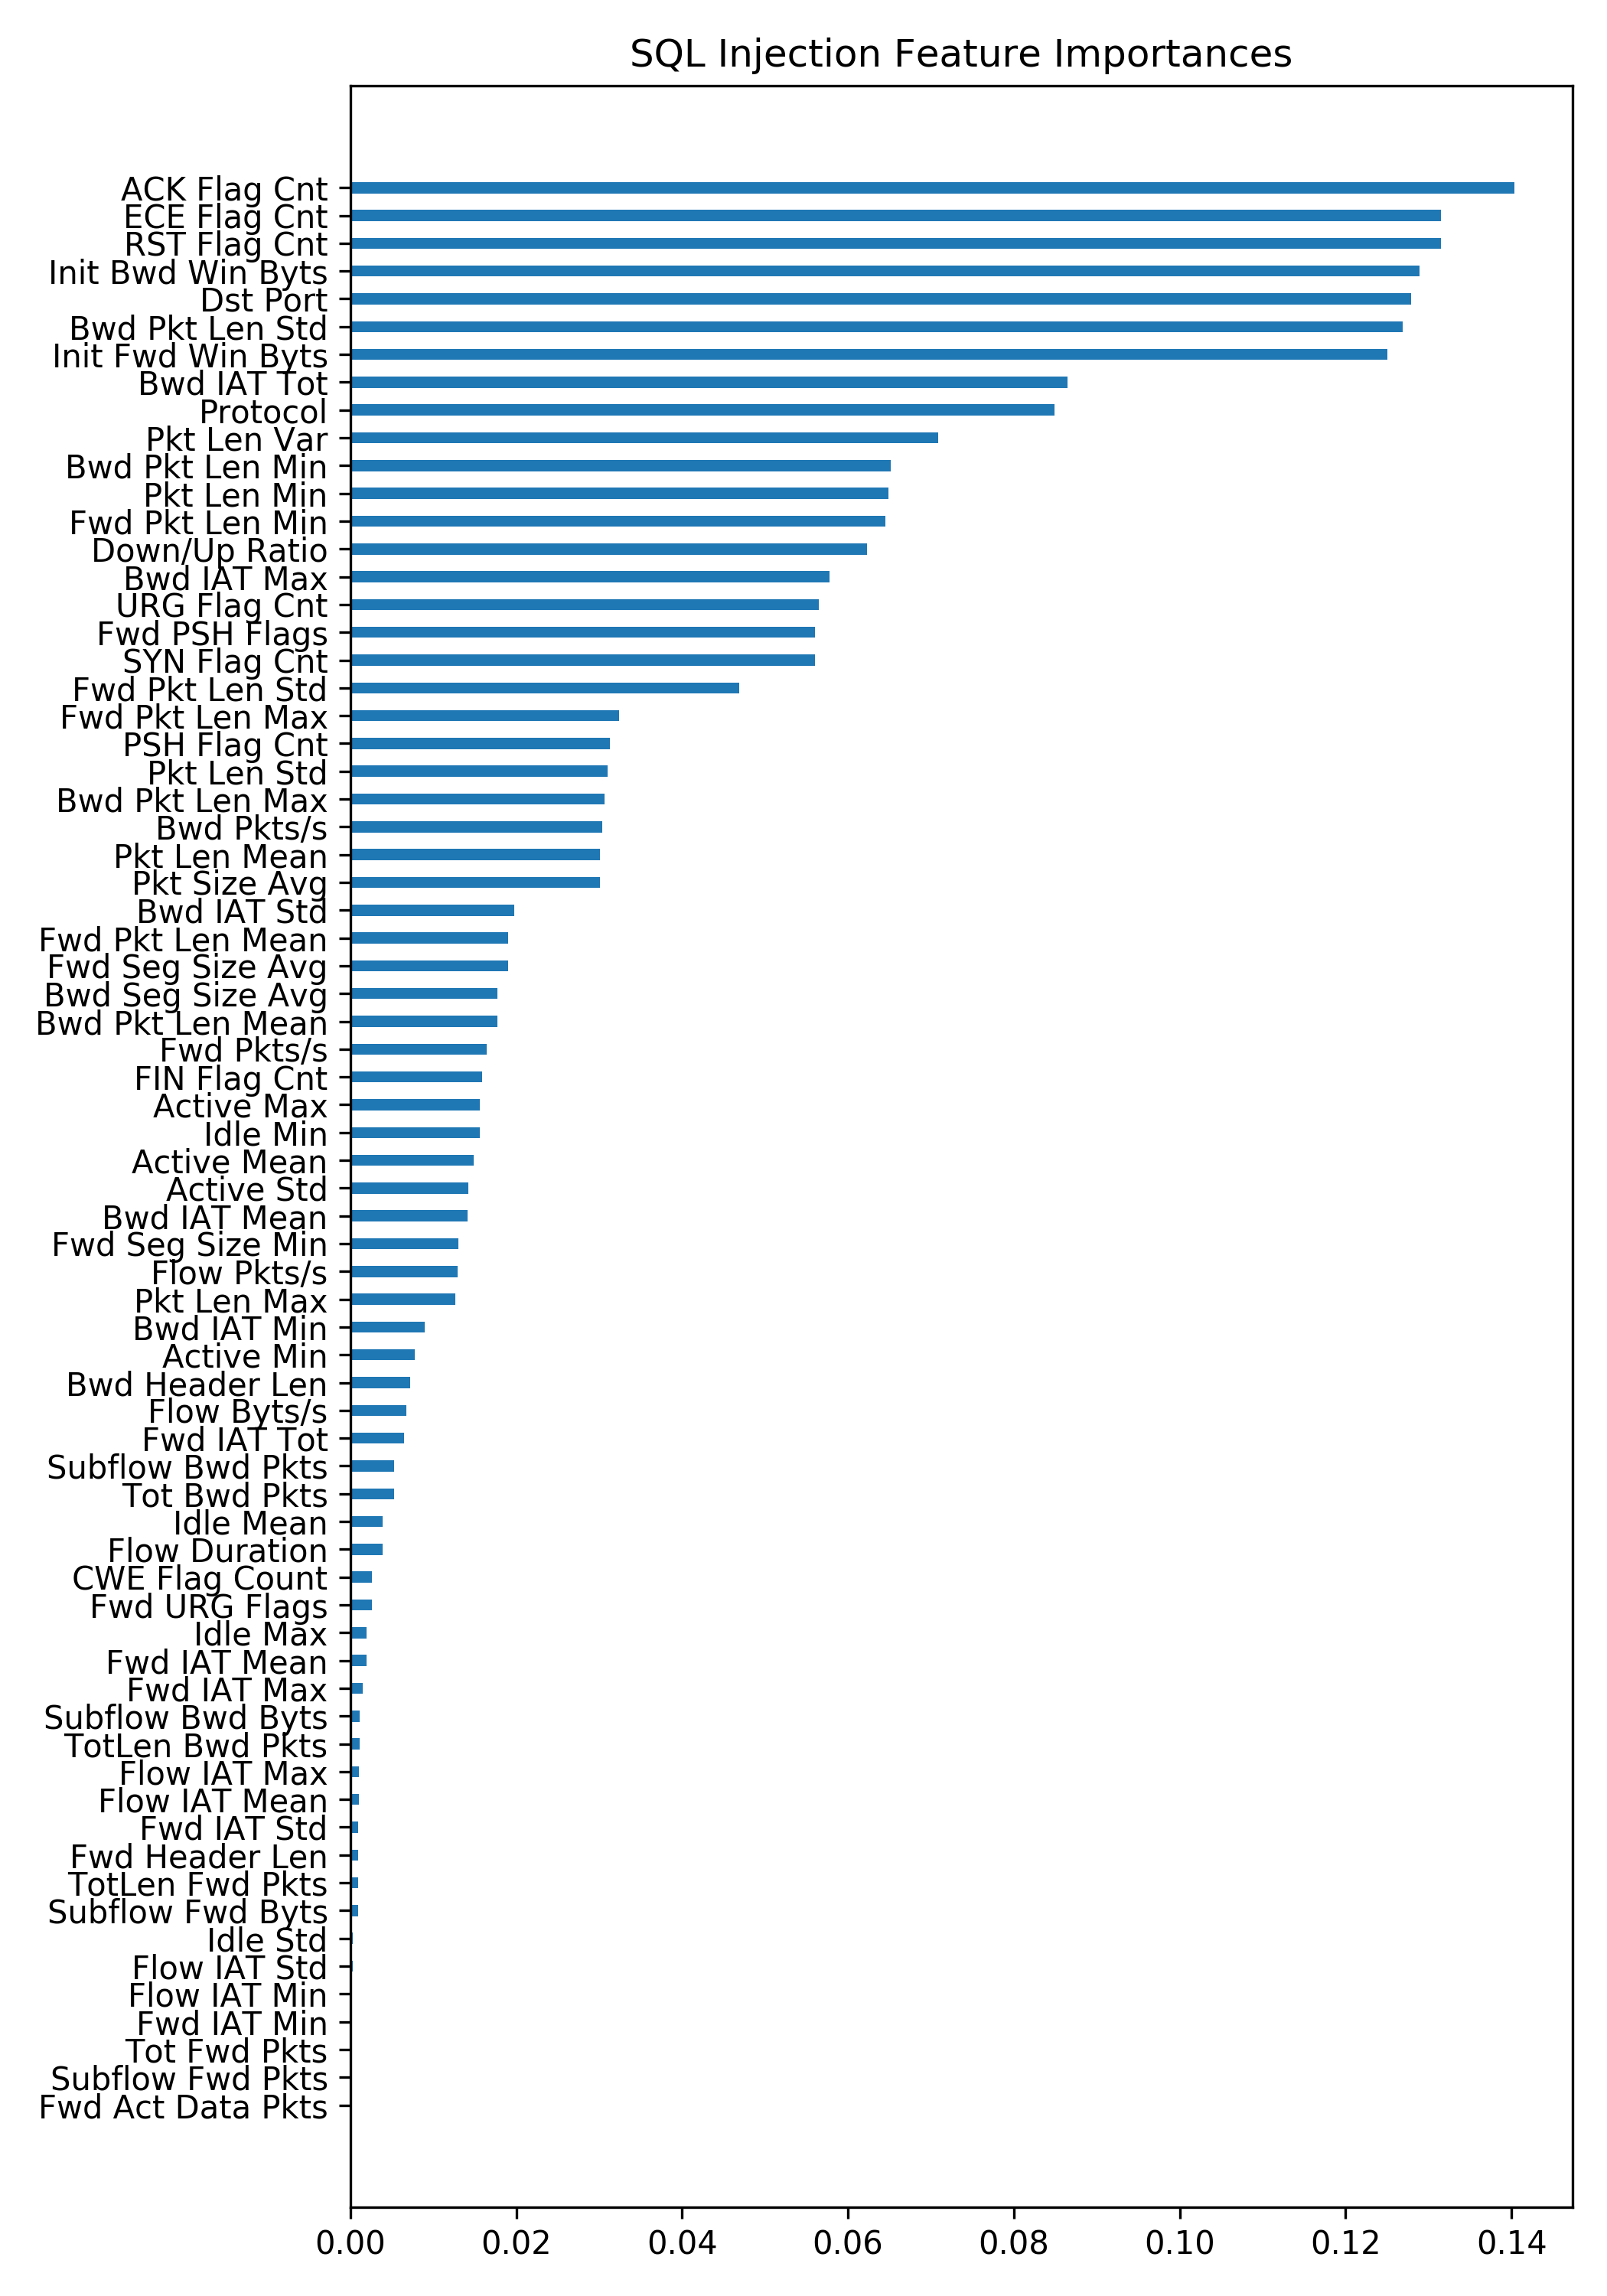 SQL Injection Feature Importances
ACK Flag Cnt
ECE Flag Cnt
RST Flag Cnt
Init Bwd Win Byts
Dst Port
Bwd Pkt Len Std
Init Fwd Win Byts
Bwd IAT Tot
Protocol
Pkt Len Var
Bwd Pkt Len Min
Pkt Len Min
Fwd Pkt Len Min
Down/Up Ratio
Bwd IAT Max
URG Flag Cnt
Fwd PSH Flags
SYN Flag Cnt
Fwd Pkt Len Std
Fwd Pkt Len Max
PSH Flag Cnt
Pkt Len Std
Bwd Pkt Len Max
Bwd Pkts/s
Pkt Len Mean
Pkt Size Avg
Bwd IAT Std
Fwd Pkt Len Mean
Fwd Seg Size Avg
Bwd Seg Size Avg
Bwd Pkt Len Mean
Fwd Pkts/s
FIN Flag Cnt
Active Max
Idle Min
Active Mean
Active Std
Bwd IAT Mean
Fwd Seg Size Min
Flow Pkts/s
Pkt Len Max
Bwd IAT Min
Active Min
Bwd Header Len
Flow Byts/s
Fwd IAT Tot
Subflow Bwd Pkts
Tot Bwd Pkts
Idle Mean
Flow Duration
CWE Flag Count
Fwd URG Flags
Idle Max
Fwd IAT Mean
Fwd IAT Max
Subflow Bwd Byts
TotLen Bwd Pkts
Flow IAT Max
Flow IAT Mean
Fwd IAT Std
Fwd Header Len
TotLen Fwd Pkts
Subflow Fwd Byts
Idle Std
Flow IAT Std
Flow IAT Min
Fwd IAT Min
Tot Fwd Pkts
Subflow Fwd Pkts
Fwd Act Data Pkts
0.00 0.02 0.04 0.06 0.08 0.10 0.12 0.14